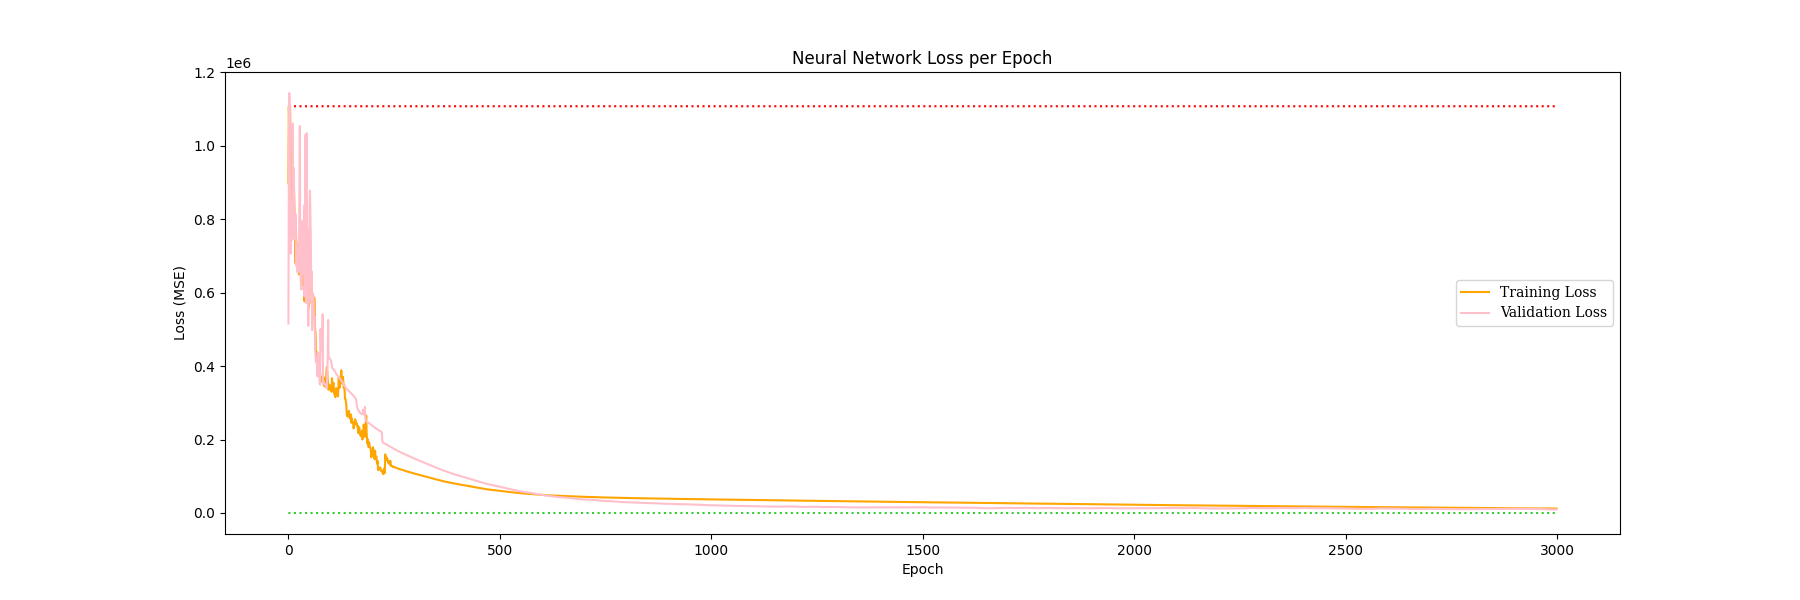 Neural Network Loss per Epoch
1e6
1.2
1.0
0.8
0.6
0.4
0.2
0.0
Loss (MSE)
Training Loss
Validation Loss
0 500 1000 1500 2000 2500 3000
Epoch